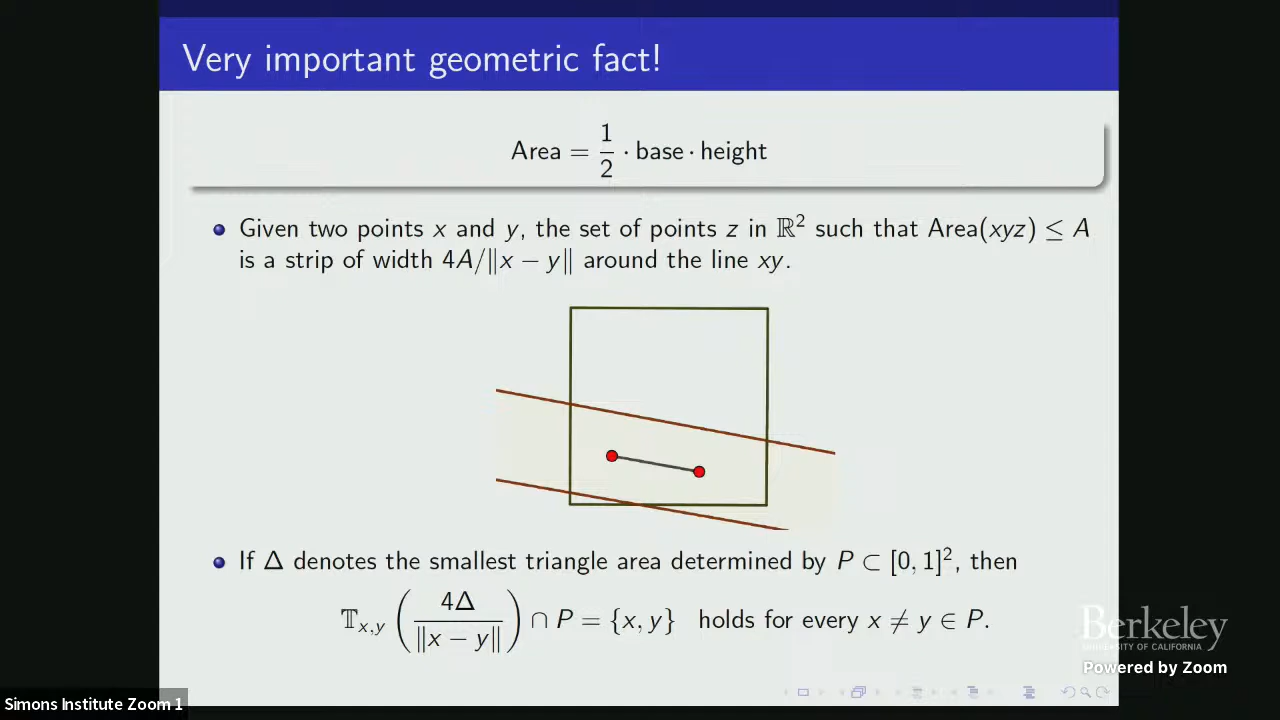 Very important geometric fact!
Area = 1/2 · base · height
Given two points x and y, the set of points z in ℝ² such that Area(xyz) ≤ A
is a strip of width 4A/‖x − y‖ around the line xy.
If Δ denotes the smallest triangle area determined by P ⊂ [0, 1]², then
𝕋x,y (4Δ/‖x − y‖) ∩ P = {x, y} holds for every x ≠ y ∈ P.
Berkeley
UNIVERSITY OF CALIFORNIA
Powered by Zoom
Simons Institute Zoom 1